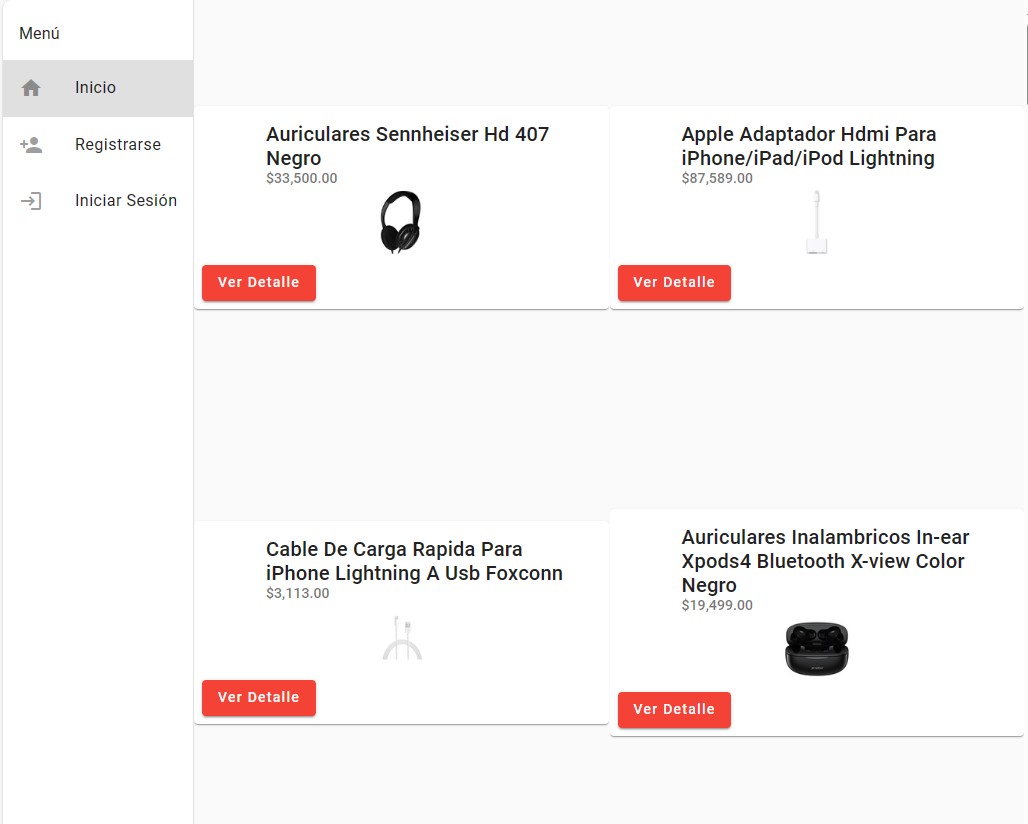 Menú
Inicio
Registrarse
Iniciar Sesión
Auriculares Sennheiser Hd 407
Negro
$33,500.00
Ver Detalle
Apple Adaptador Hdmi Para
iPhone/iPad/iPod Lightning
$87,589.00
Ver Detalle
Cable De Carga Rapida Para
iPhone Lightning A Usb Foxconn
$3,113.00
Ver Detalle
Auriculares Inalambricos In-ear
Xpods4 Bluetooth X-view Color
Negro
$19,499.00
Ver Detalle